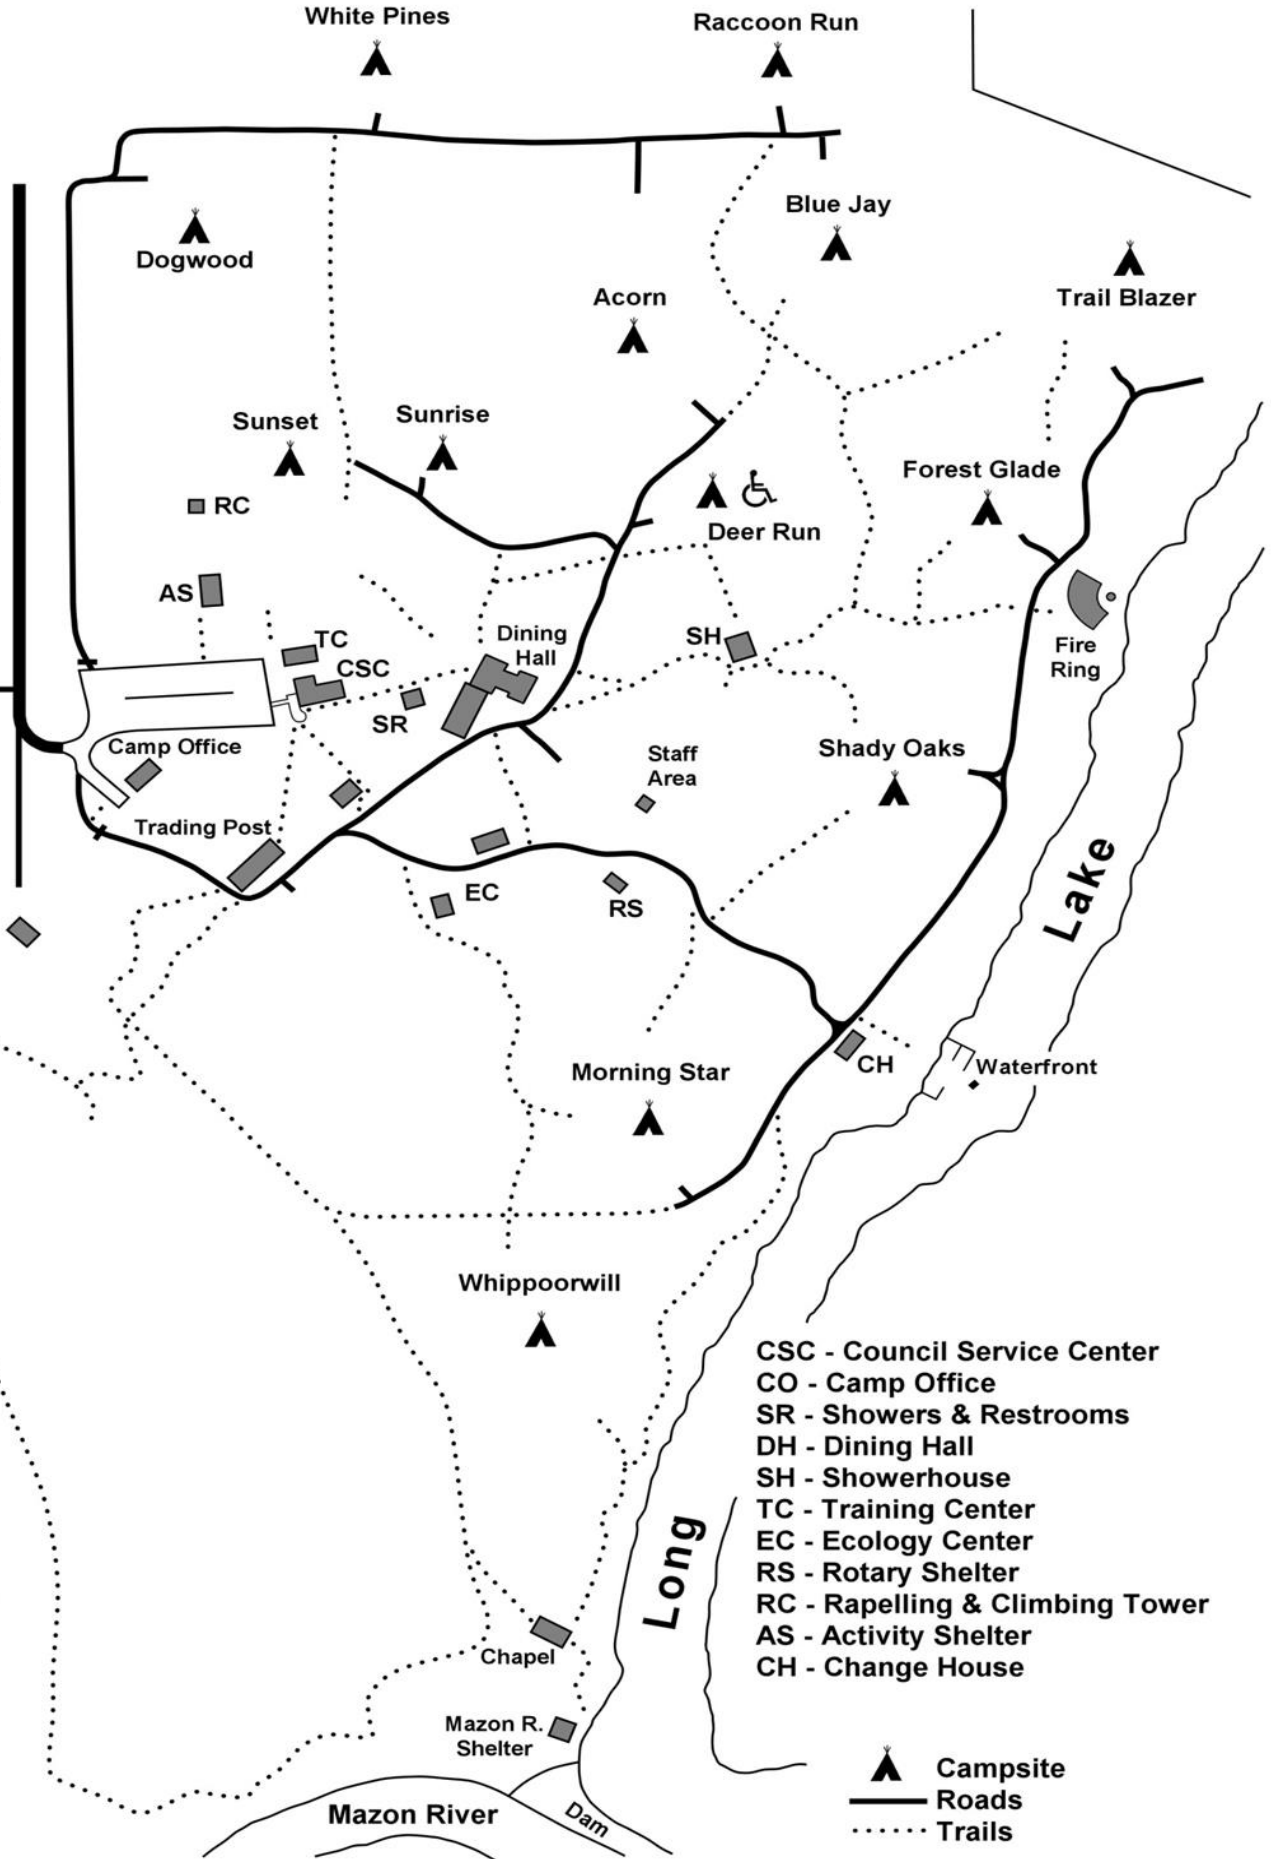 White Pines
Raccoon Run
Blue Jay
Dogwood
Trail Blazer
Acorn
Sunset
Sunrise
Forest Glade
RC
Deer Run
AS
TC
Dining
Hall
SH
CSC
Fire
Ring
SR
Camp Office
Staff
Area
Shady Oaks
Trading Post
Lake
EC
RS
CH
Waterfront
Morning Star
Whippoorwill
CSC - Council Service Center
CO - Camp Office
SR - Showers & Restrooms
DH - Dining Hall
SH - Showerhouse
TC - Training Center
EC - Ecology Center
RS - Rotary Shelter
RC - Rapelling & Climbing Tower
AS - Activity Shelter
CH - Change House
Long
Chapel
Mazon R.
Shelter
Campsite
Roads
Trails
Mazon River
Dam